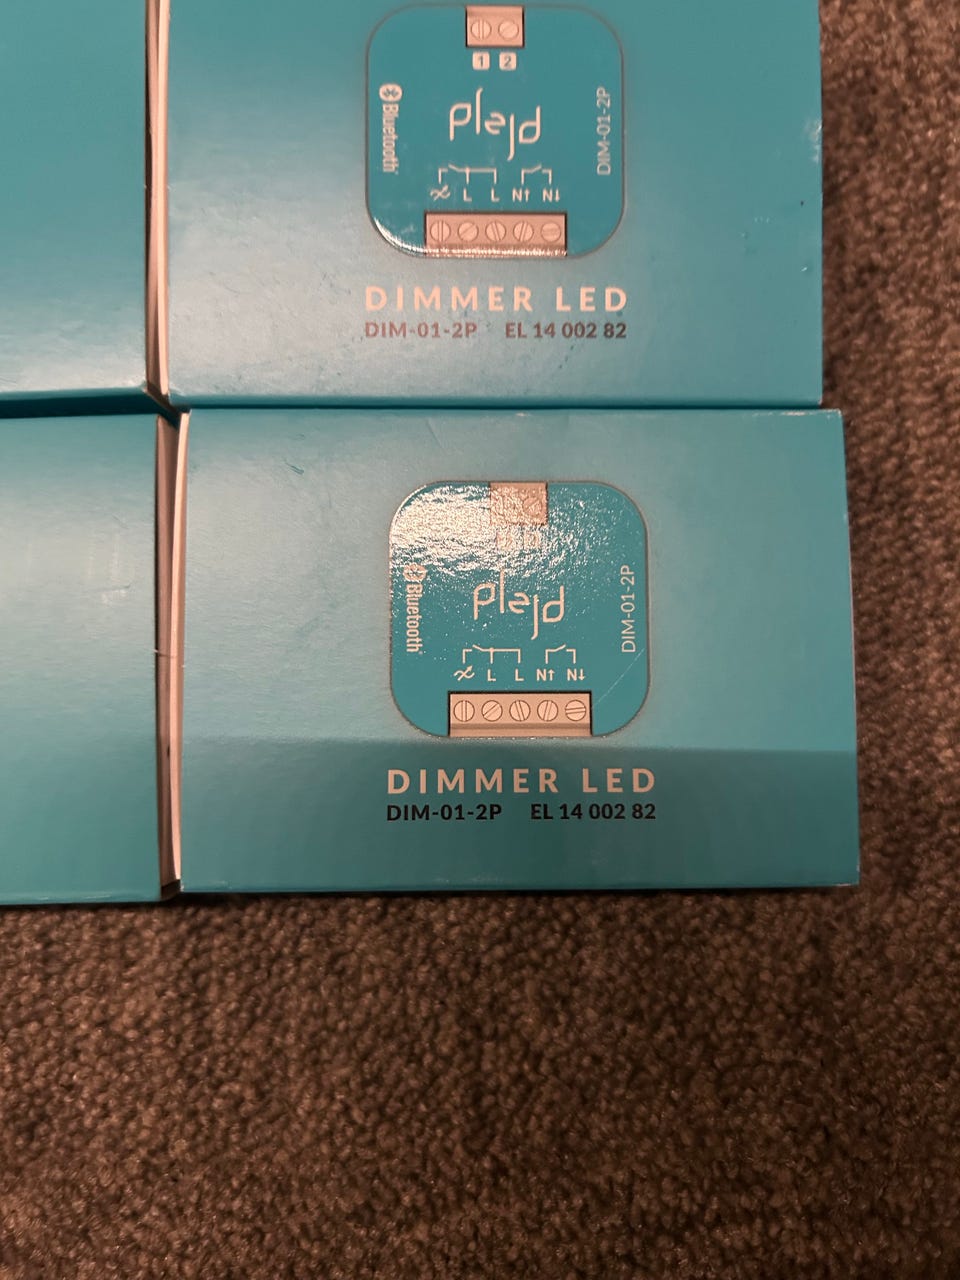 1 2
Bluetooth
plejd
DIM-01-2P
L L N↑ N↓
DIMMER LED
DIM-01-2P EL 14 002 82
Bluetooth
plejd
DIM-01-2P
L L N↑ N↓
DIMMER LED
DIM-01-2P EL 14 002 82